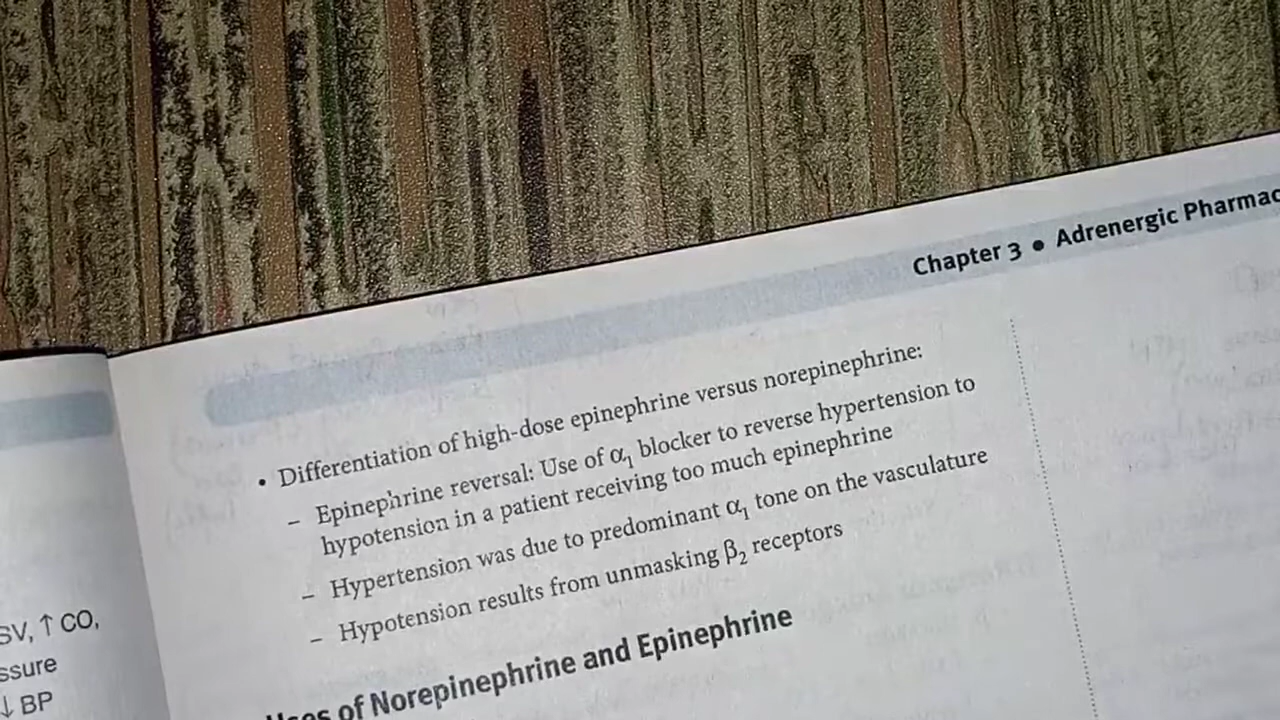 Chapter 3 ● Adrenergic
• Differentiation of high-dose epinephrine versus norepinephrine:
– Epinephrine reversal: Use of α₁ blocker to reverse hypertension to
hypotension in a patient receiving too much epinephrine
– Hypertension was due to predominant α₁ tone on the vasculature
– Hypotension results from unmasking β₂ receptors
Uses of Norepinephrine and Epinephrine
SV, ↑ CO,
↓ BP